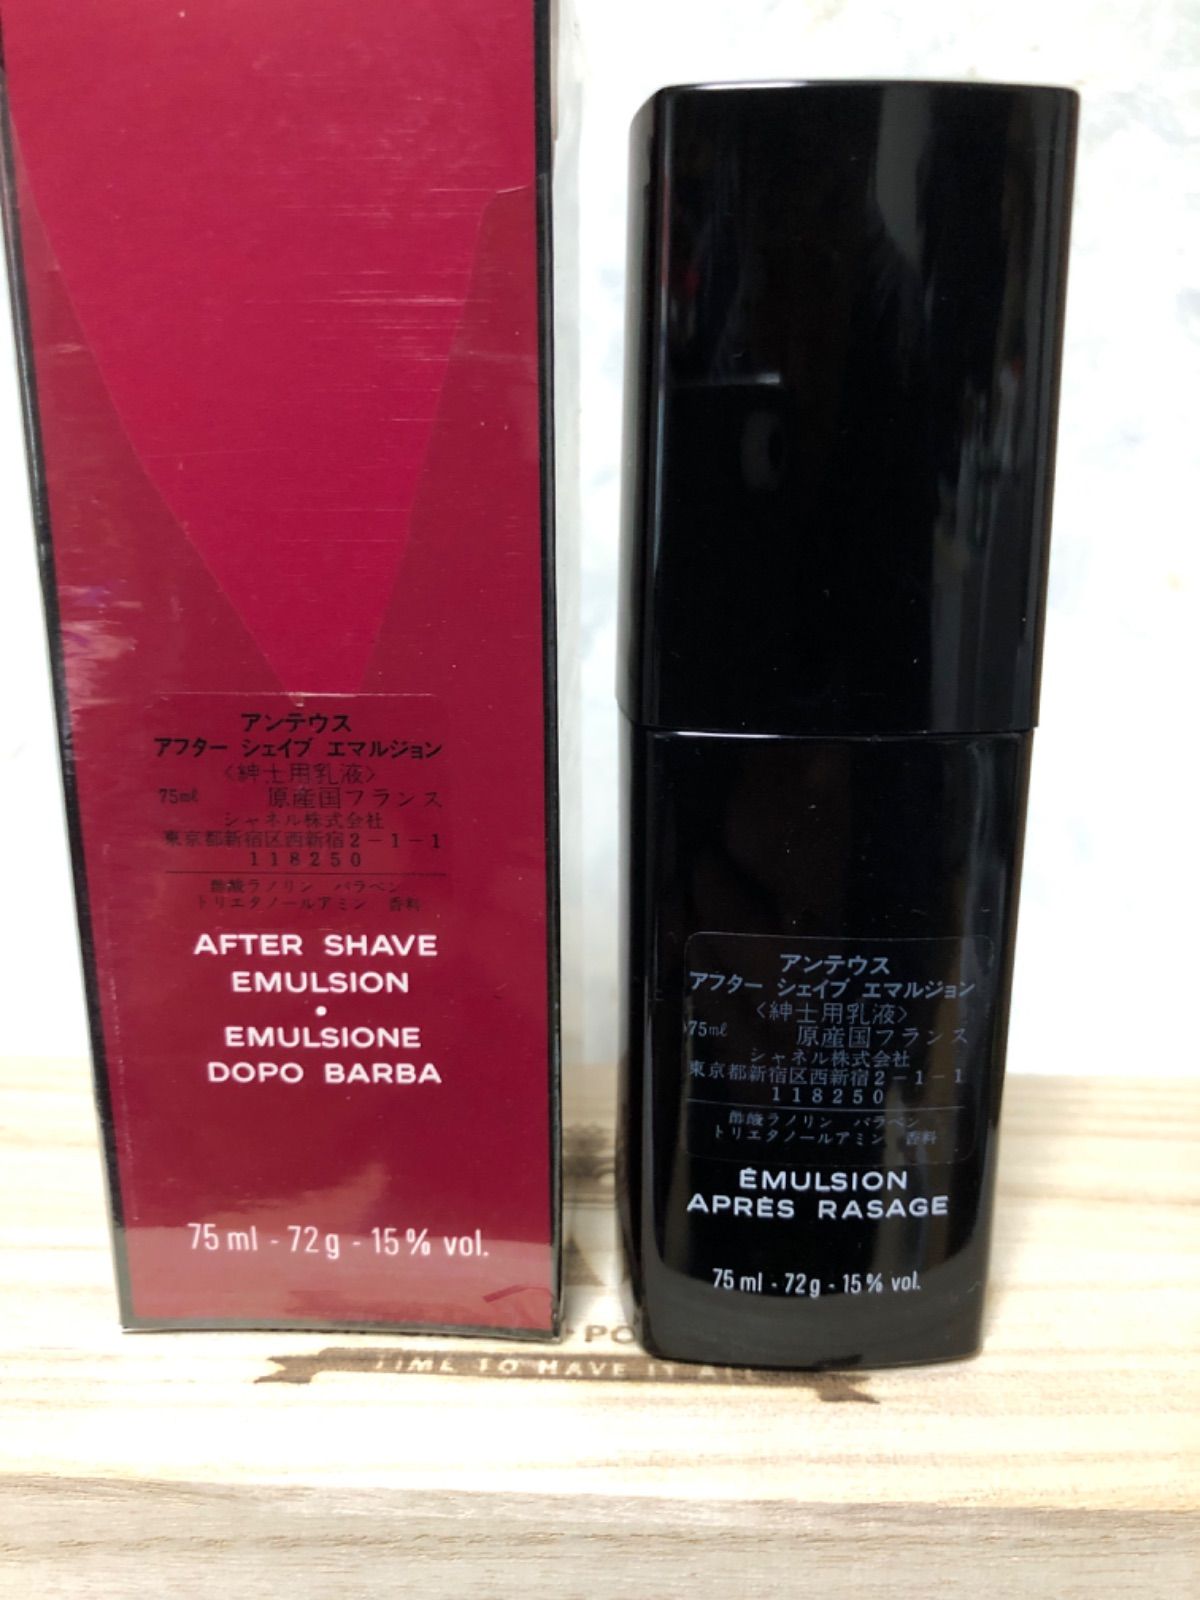 アンテウス
アフター シェイブ エマルジョン
〈紳士用乳液〉
75ml 原産国フランス
シャネル株式会社
東京都新宿区西新宿2-1-1
118250
酢酸ラノリン パラベン
トリエタノールアミン 香料
AFTER SHAVE
EMULSION
•
EMULSIONE
DOPO BARBA
75 ml - 72 g - 15% vol.
アンテウス
アフター シェイブ エマルジョン
〈紳士用乳液〉
75ml 原産国フランス
シャネル株式会社
東京都新宿区西新宿2-1-1
118250
酢酸ラノリン パラベン
トリエタノールアミン 香料
ÉMULSION
APRÈS RASAGE
75 ml - 72 g - 15% vol.
TIME TO HAVE IT ALL